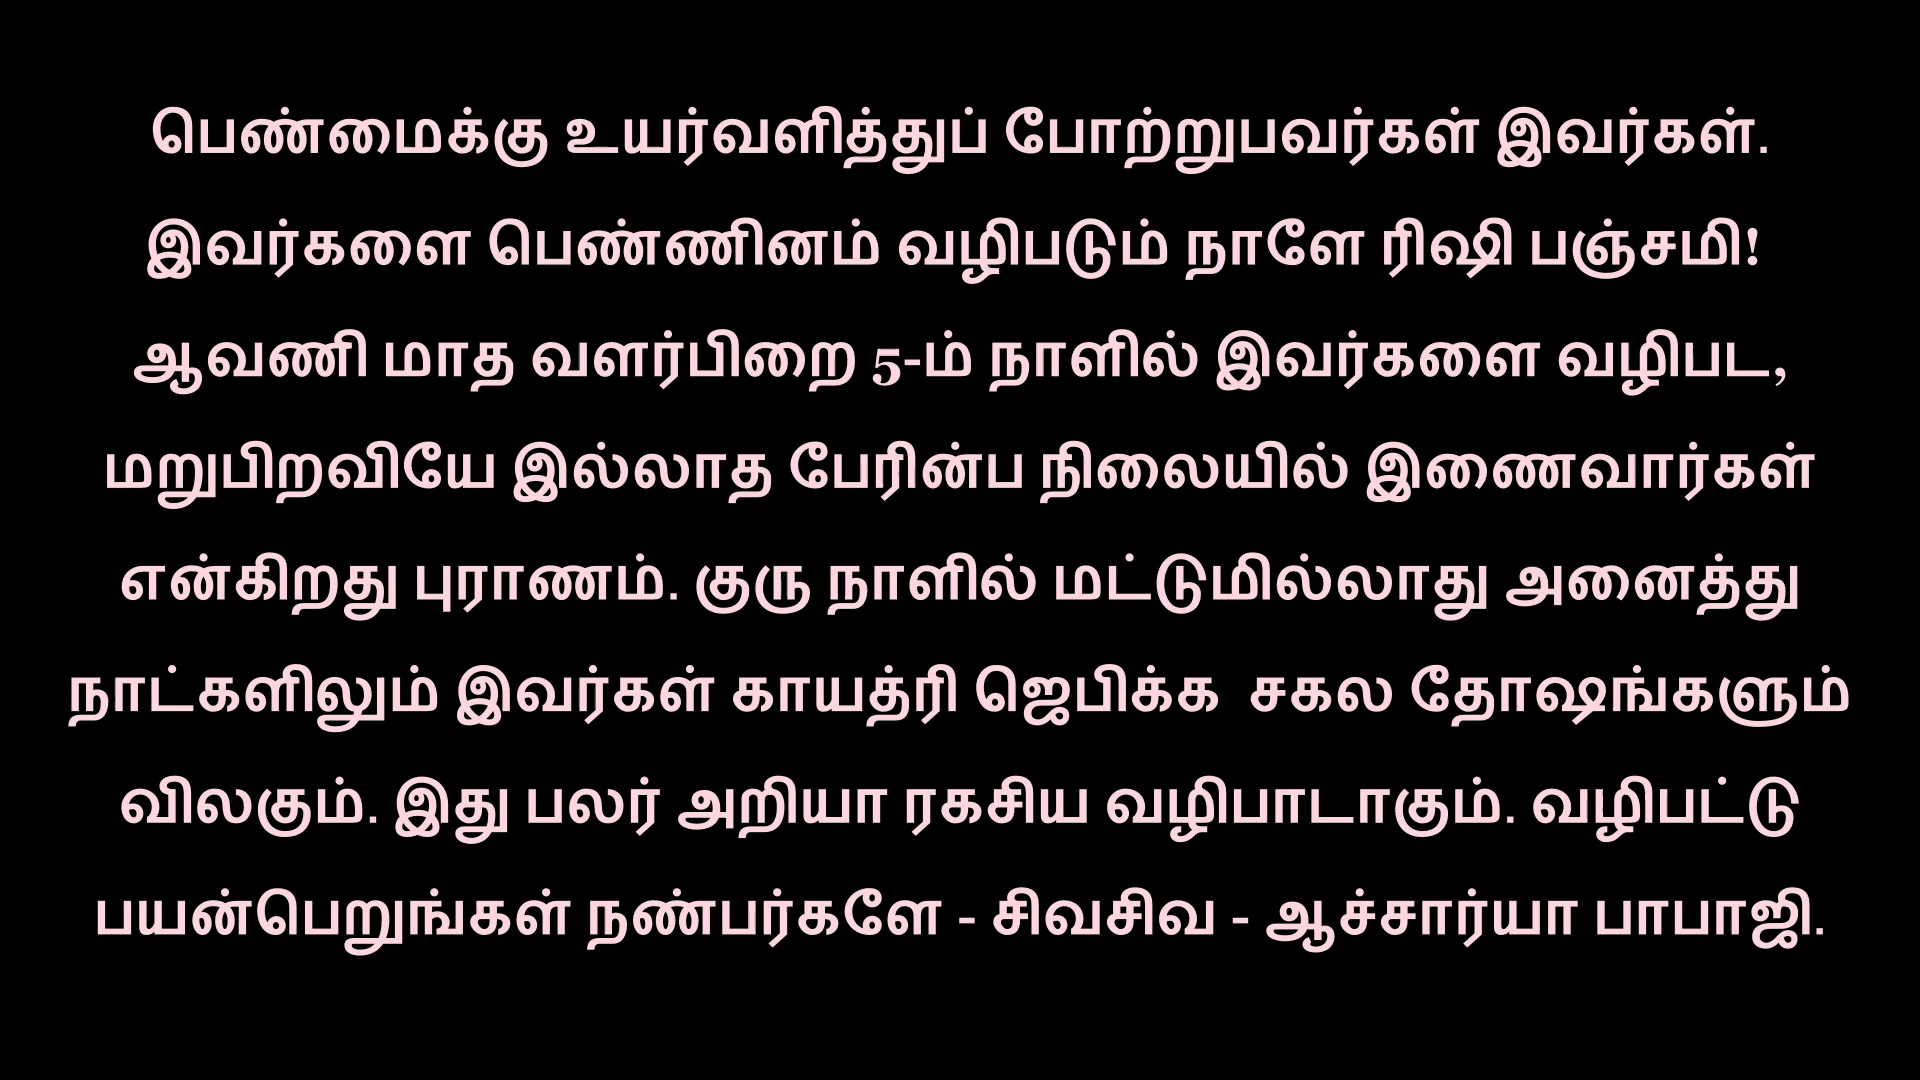 பெண்மைக்கு உயர்வளித்துப் போற்றுபவர்கள் இவர்கள்.
இவர்களை பெண்ணினம் வழிபடும் நாளே ரிஷி பஞ்சமி!
ஆவணி மாத வளர்பிறை 5-ம் நாளில் இவர்களை வழிபட,
மறுபிறவியே இல்லாத பேரின்ப நிலையில் இணைவார்கள்
என்கிறது புராணம். குரு நாளில் மட்டுமில்லாது அனைத்து
நாட்களிலும் இவர்கள் காயத்ரி ஜெபிக்க சகல தோஷங்களும்
விலகும். இது பலர் அறியா ரகசிய வழிபாடாகும். வழிபட்டு
பயன்பெறுங்கள் நண்பர்களே - சிவசிவ - ஆச்சார்யா பாபாஜி.